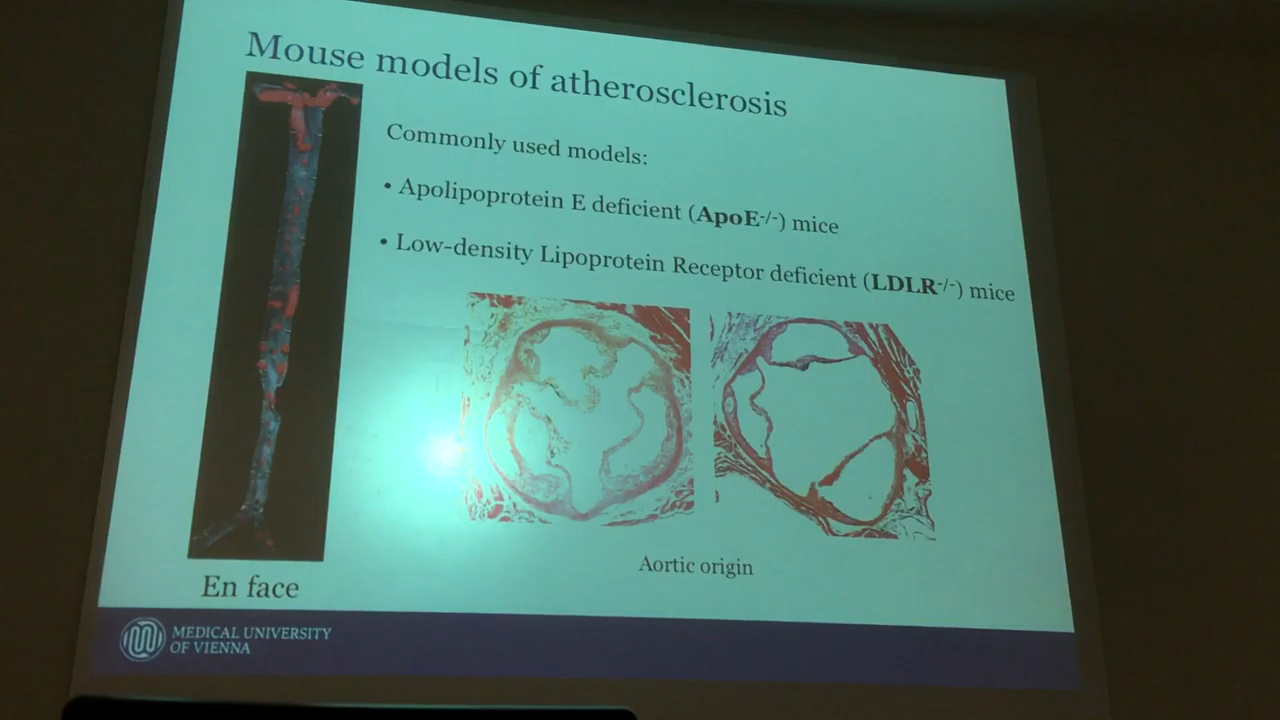 Mouse models of atherosclerosis
Commonly used models:
• Apolipoprotein E deficient (ApoE-/-) mice
• Low-density Lipoprotein Receptor deficient (LDLR-/-) mice
Aortic origin
En face
MEDICAL UNIVERSITY
OF VIENNA